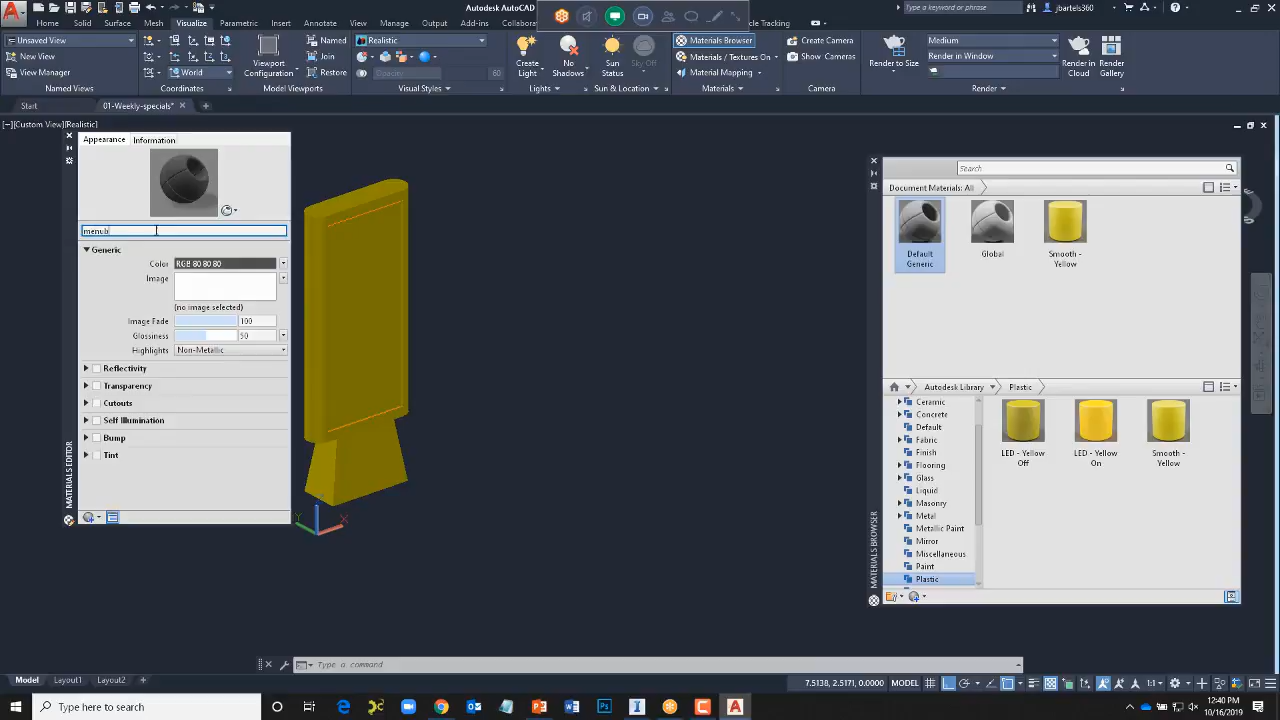 Autodesk AutoCAD
01-We
Type a keyword or phrase
jbartels360
Home Solid Surface Mesh Visualize Parametric Insert Annotate View Manage Output Add-ins Collabora le Tracking
Unsaved View
New View
View Manager
Named Views
World
Coordinates
Viewport
Configuration
Named
Join
Restore
Model Viewports
Realistic
Opacity 60
Visual Styles
Create
Light
No
Shadows
Lights
Sun
Status
Sky Off
Sun & Location
Materials Browser
Materials / Textures On
Material Mapping
Materials
Create Camera
Show Cameras
Camera
Render to Size
Medium
Render in Window
Render
Render in
Cloud
Render
Gallery
Start 01-Weekly-specials*
[−][Custom View][Realistic]
Appearance Information
menub
Generic
Color RGB 80 80 80
Image
(no image selected)
Image Fade 100
Glossiness 50
Highlights Non-Metallic
Reflectivity
Transparency
Cutouts
Self Illumination
Bump
Tint
MATERIALS EDITOR
Y X
Search
Document Materials: All
Default
Generic
Global
Smooth -
Yellow
Autodesk Library Plastic
Ceramic
Concrete
Default
Fabric
Finish
Flooring
Glass
Liquid
Masonry
Metal
Metallic Paint
Mirror
Miscellaneous
Paint
Plastic
LED - Yellow
Off
LED - Yellow
On
Smooth -
Yellow
MATERIALS BROWSER
Type a command
Model Layout1 Layout2
7.5138, 2.5171, 0.0000 MODEL 1:1
Type here to search
12:40 PM
10/16/2019